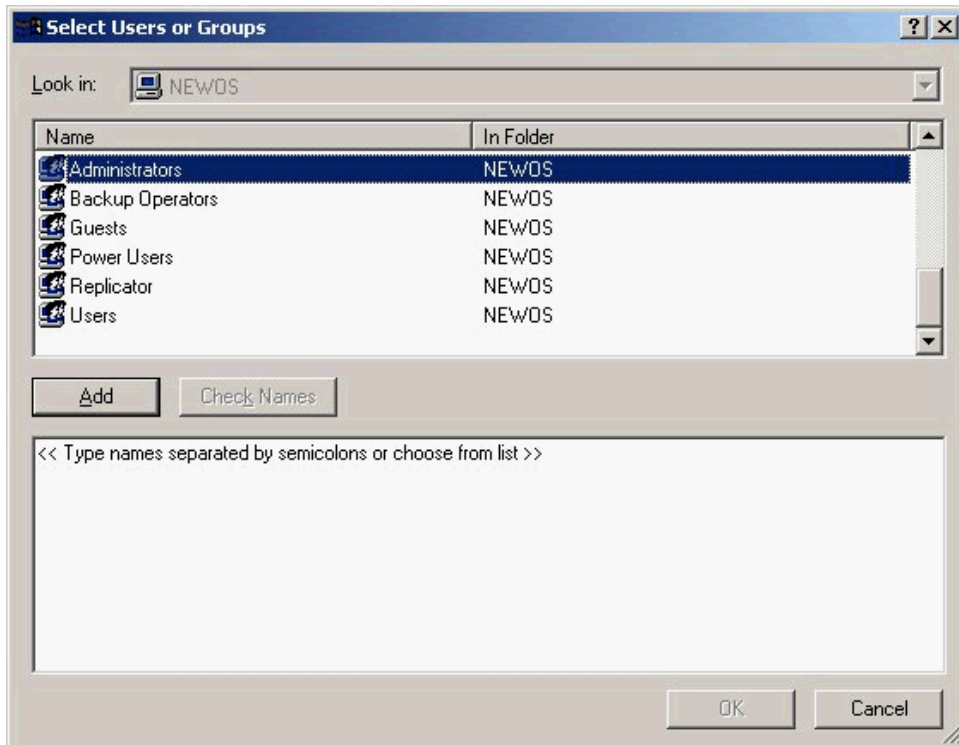 Select Users or Groups
Look in: NEWOS
Name In Folder
Administrators NEWOS
Backup Operators NEWOS
Guests NEWOS
Power Users NEWOS
Replicator NEWOS
Users NEWOS
Add Check Names
<< Type names separated by semicolons or choose from list >>
OK Cancel